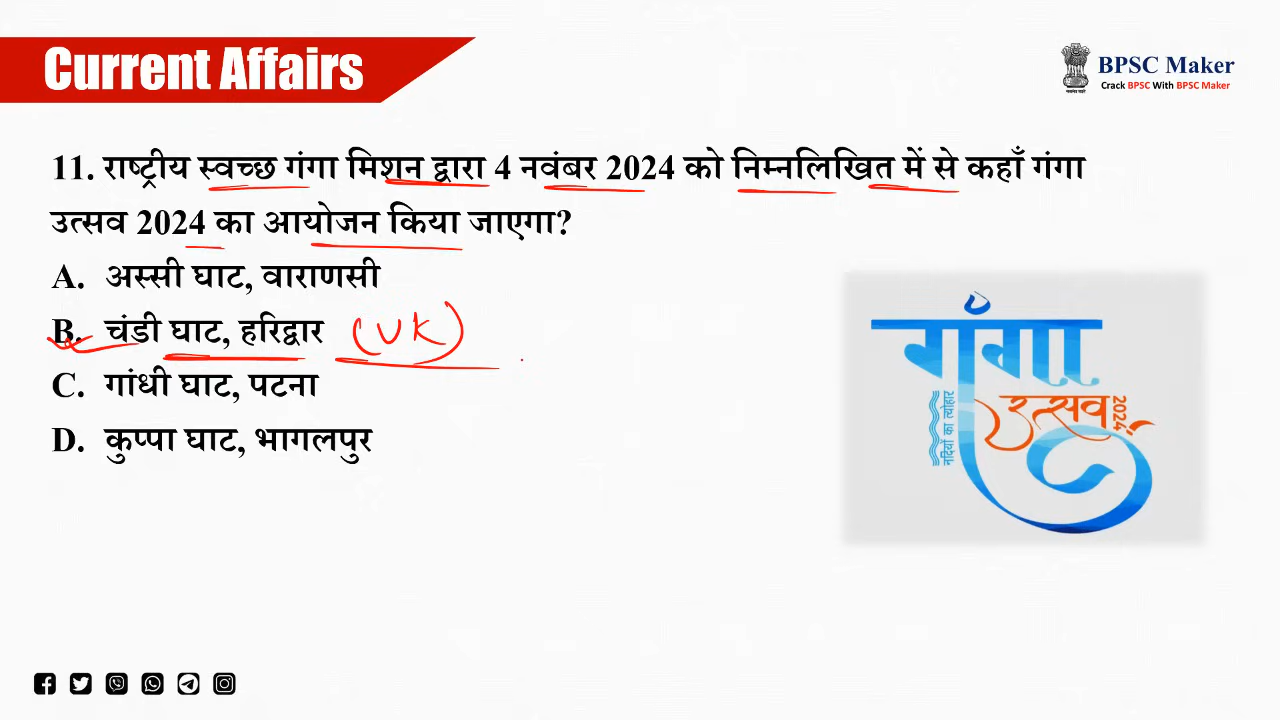 Current Affairs
BPSC Maker
Crack BPSC With BPSC Maker
11. राष्ट्रीय स्वच्छ गंगा मिशन द्वारा 4 नवंबर 2024 को निम्नलिखित में से कहाँ गंगा
उत्सव 2024 का आयोजन किया जाएगा?
A. अस्सी घाट, वाराणसी
B. चंडी घाट, हरिद्वार (UK)
C. गांधी घाट, पटना
D. कुप्पा घाट, भागलपुर
गंगा
उत्सव
2024
नदियों का त्योहार